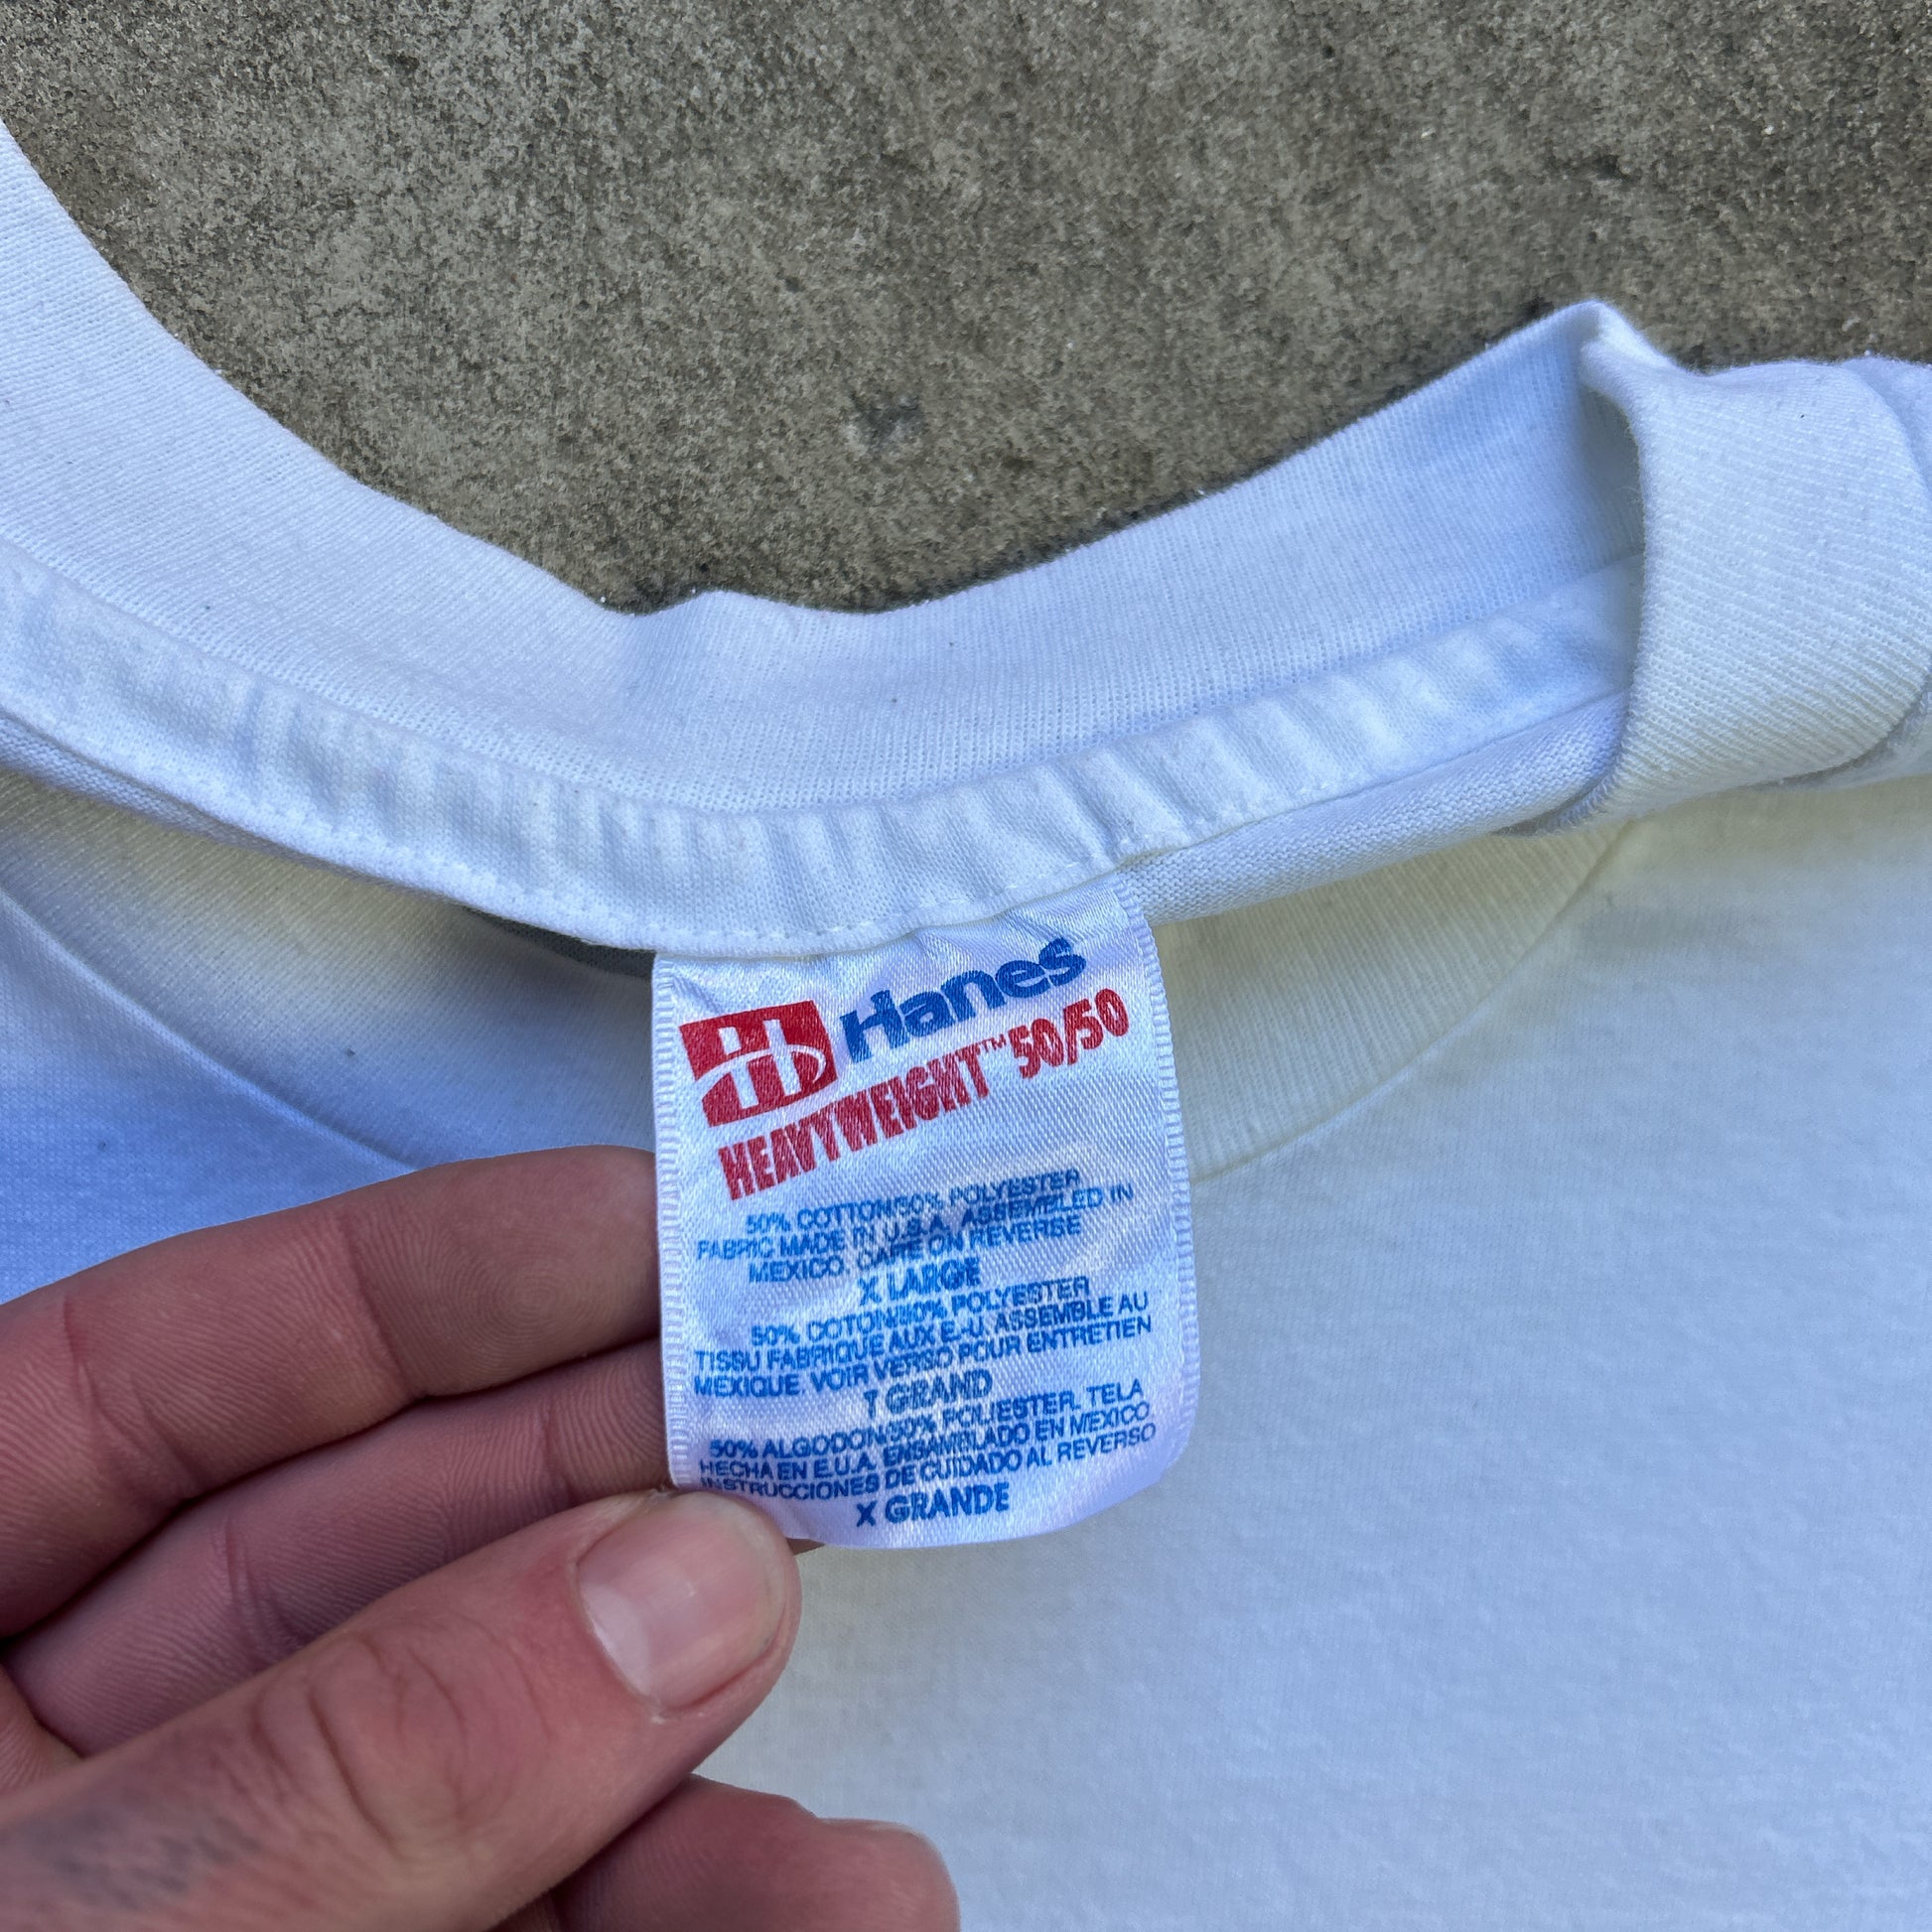 Hanes
HEAVYWEIGHT™ 50/50
50% COTTON/50% POLYESTER
FABRIC MADE IN U.S.A. ASSEMBLED IN
MEXICO. CARE ON REVERSE
X LARGE
50% COTON/50% POLYESTER
TISSU FABRIQUE AUX E.-U. ASSEMBLE AU
MEXIQUE. VOIR VERSO POUR ENTRETIEN
T GRAND
50% ALGODON/50% POLIESTER. TELA
HECHA EN E.U.A. ENSAMBLADO EN MEXICO
INSTRUCCIONES DE CUIDADO AL REVERSO
X GRANDE